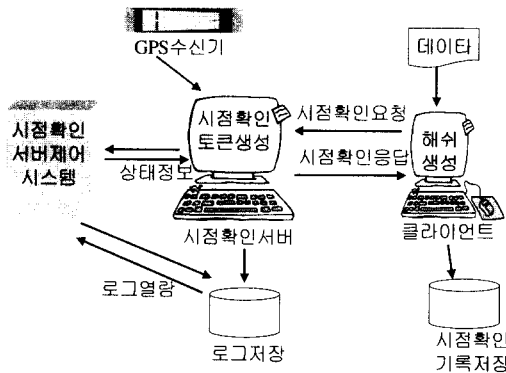 GPS수신기
데이타
시점확인
토큰생성
시점확인요청
해쉬
생성
시점확인
서버제어
시스템
상태정보
시점확인응답
시점확인서버
클라이언트
로그열람
로그저장
시점확인
기록저장